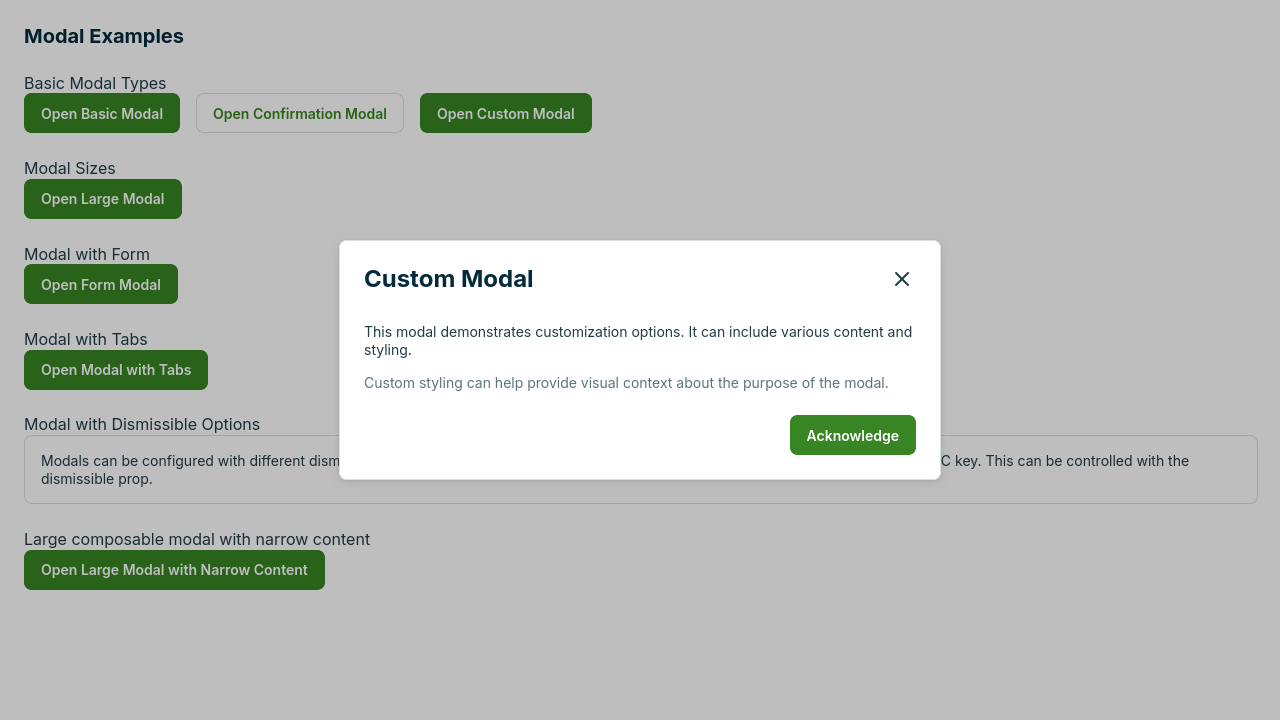 Modal Examples
Basic Modal Types
Open Basic Modal
Open Confirmation Modal
Open Custom Modal
Modal Sizes
Open Large Modal
Modal with Form
Open Form Modal
Modal with Tabs
Open Modal with Tabs
Modal with Dismissible Options
Modals can be configured with different
key. This can be controlled with the
dismissible prop.
Large composable modal with narrow content
Open Large Modal with Narrow Content
Custom Modal
This modal demonstrates customization options. It can include various content and
styling.
Custom styling can help provide visual context about the purpose of the modal.
Acknowledge